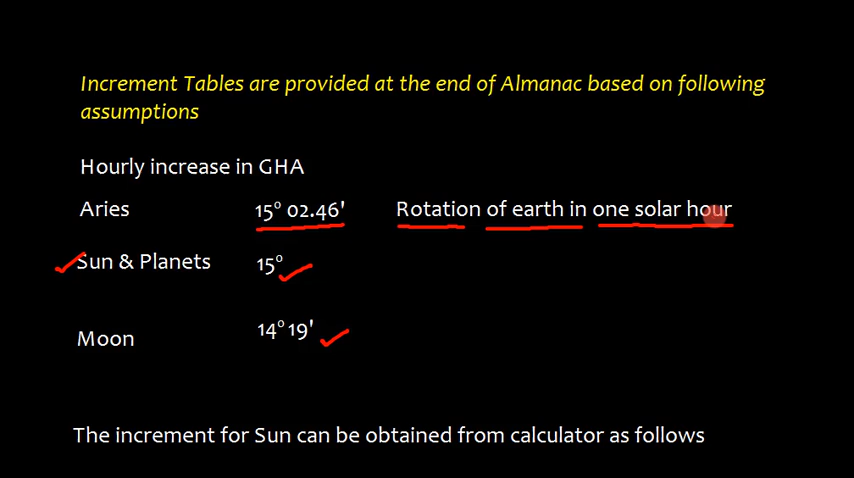 Increment Tables are provided at the end of Almanac based on following
assumptions
Hourly increase in GHA
Aries 15° 02.46' Rotation of earth in one solar hour
Sun & Planets 15°
Moon 14° 19'
The increment for Sun can be obtained from calculator as follows